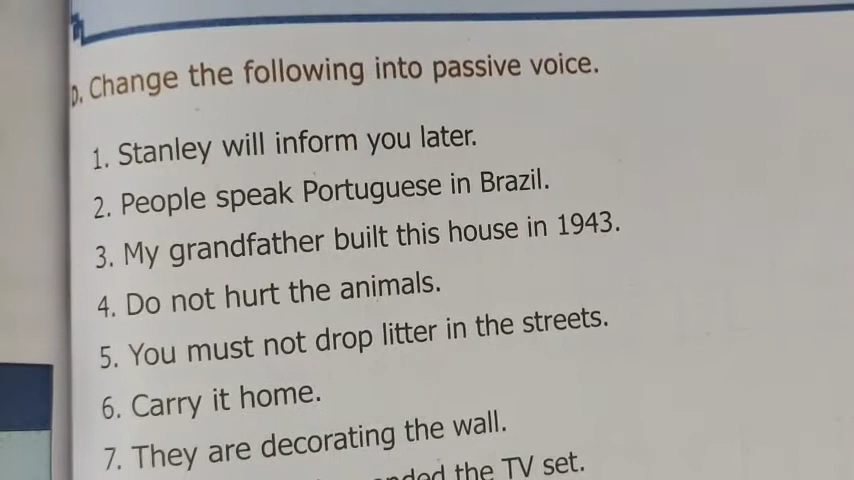 D. Change the following into passive voice.
1. Stanley will inform you later.
2. People speak Portuguese in Brazil.
3. My grandfather built this house in 1943.
4. Do not hurt the animals.
5. You must not drop litter in the streets.
6. Carry it home.
7. They are decorating the wall.
the TV set.